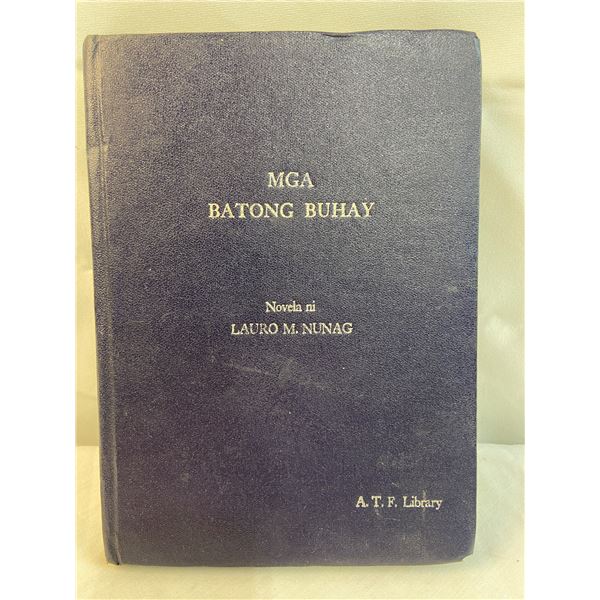 MGA
BATONG BUHAY
Novela ni
LAURO M. NUNAG
A. T. F. Library